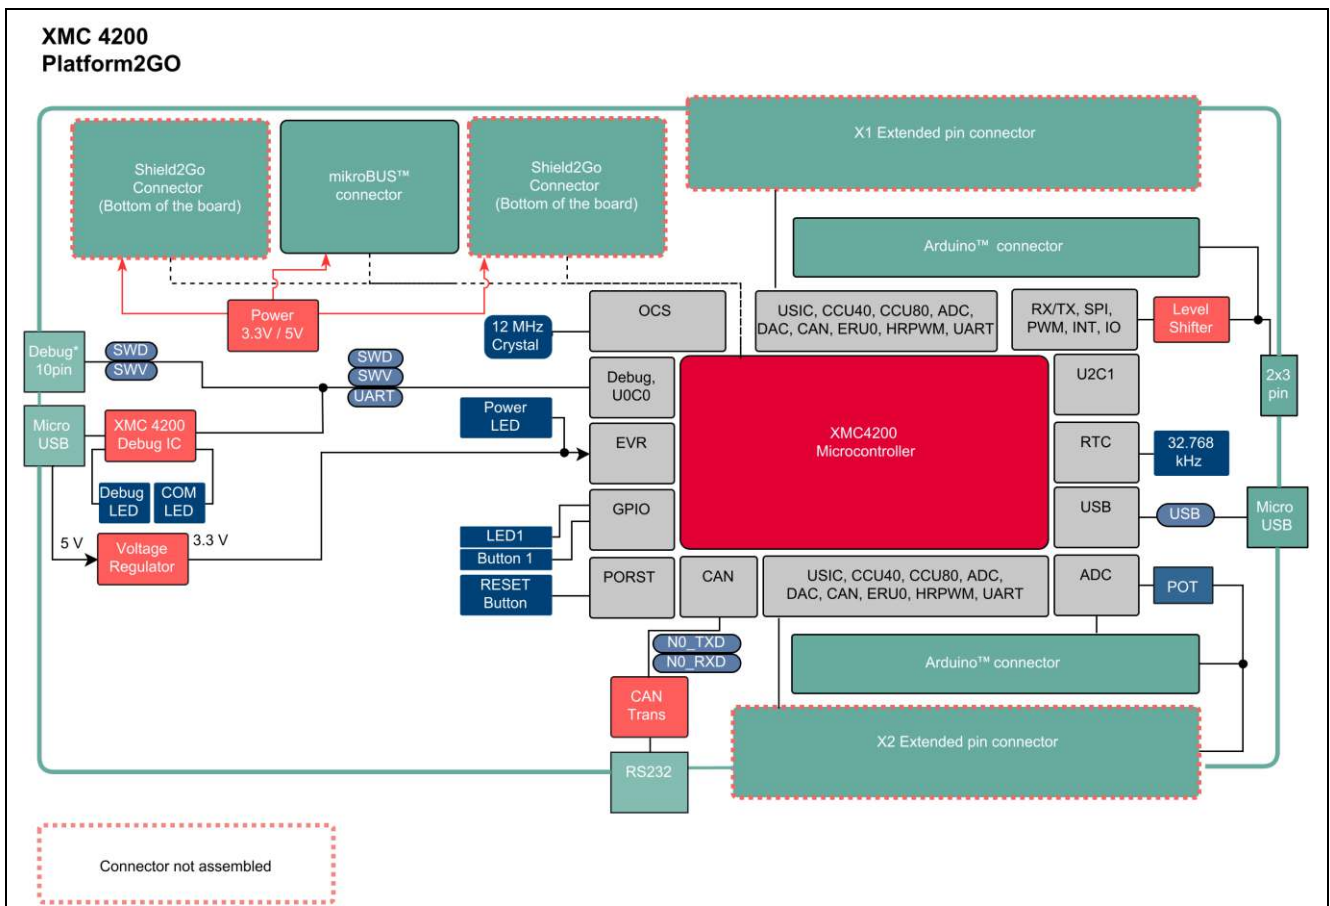 XMC 4200
Platform2GO
X1 Extended pin connector
Shield2Go
Connector
(Bottom of the board)
mikroBUS™
connector
Shield2Go
Connector
(Bottom of the board)
Arduino™ connector
Power
3.3V / 5V
12 MHz
Crystal
OCS
USIC, CCU40, CCU80, ADC,
DAC, CAN, ERU0, HRPWM, UART
RX/TX, SPI,
PWM, INT, IO
Level
Shifter
Debug*
10pin
SWD
SWV
SWD
SWV
UART
Debug,
U0C0
U2C1
2x3
pin
Micro
USB
XMC 4200
Debug IC
Power
LED
EVR
XMC4200
Microcontroller
RTC
32.768
kHz
Debug
LED
COM
LED
GPIO
USB
USB
Micro
USB
5 V
Voltage
Regulator
3.3 V
LED1
Button 1
RESET
Button
PORST
CAN
USIC, CCU40, CCU80, ADC,
DAC, CAN, ERU0, HRPWM, UART
ADC
POT
N0_TXD
N0_RXD
Arduino™ connector
CAN
Trans
X2 Extended pin connector
RS232
Connector not assembled